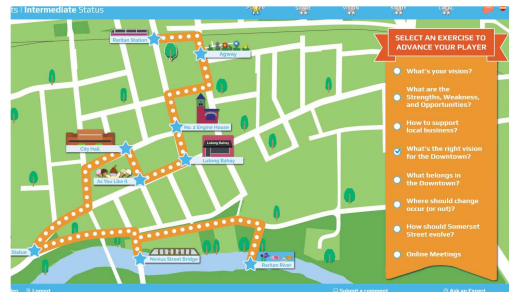 ts | Intermediate Status
SELECT AN EXERCISE TO
ADVANCE YOUR PLAYER
Raritan Station
Agway
No. 2 Engine House
City Hall
Lubong Bahay
Lubong Bahay
As You Like It
Statue
Nevius Street Bridge
Raritan River
What's your vision?
What are the
Strengths, Weakness,
and Opportunities?
How to support
local business?
What's the right vision
for the Downtown?
What belongs in
the Downtown?
Where should change
occur (or not)?
How should Somerset
Street evolve?
Online Meetings
Logout
Submit a comment
Ask an Expert